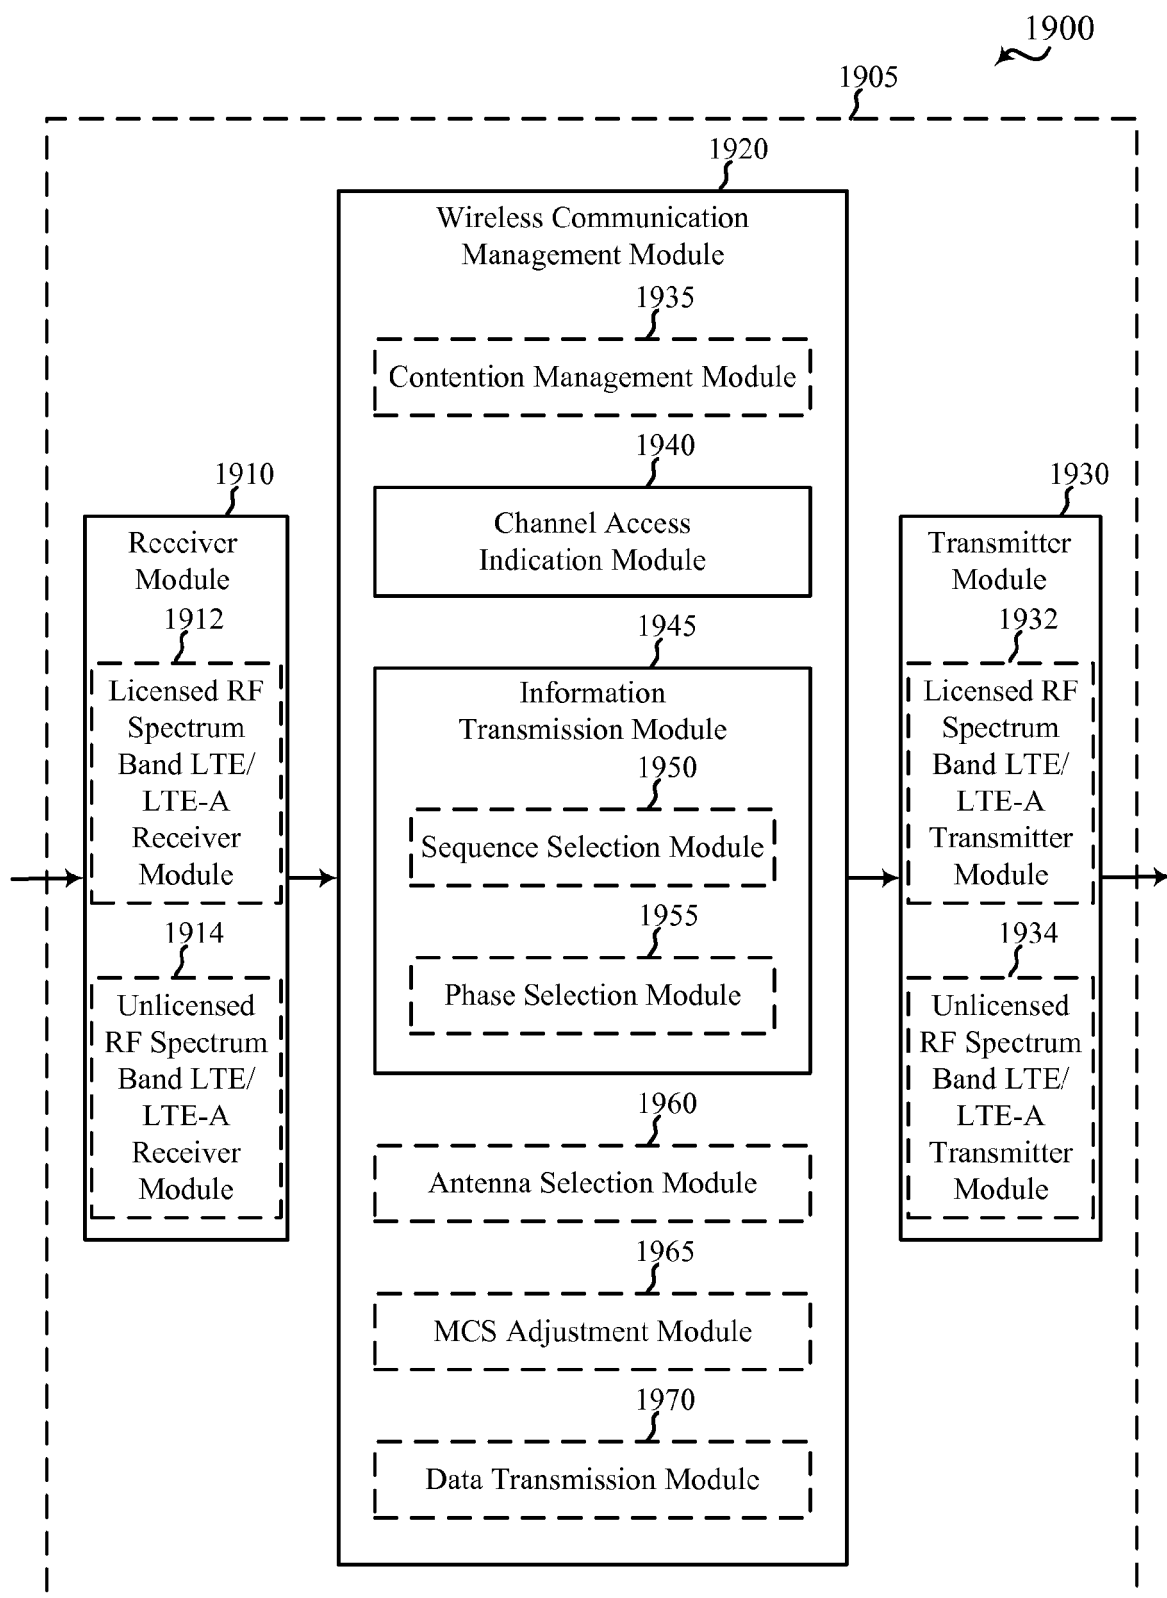 1900
1905
1920
Wireless Communication
Management Module
1935
Contention Management Module
1940
Channel Access
Indication Module
1945
Information
Transmission Module
1950
Sequence Selection Module
1955
Phase Selection Module
1960
Antenna Selection Module
1965
MCS Adjustment Module
1970
Data Transmission Module
1910
Receiver
Module
1912
Licensed RF
Spectrum
Band LTE/
LTE-A
Receiver
Module
1914
Unlicensed
RF Spectrum
Band LTE/
LTE-A
Receiver
Module
1930
Transmitter
Module
1932
Licensed RF
Spectrum
Band LTE/
LTE-A
Transmitter
Module
1934
Unlicensed
RF Spectrum
Band LTE/
LTE-A
Transmitter
Module